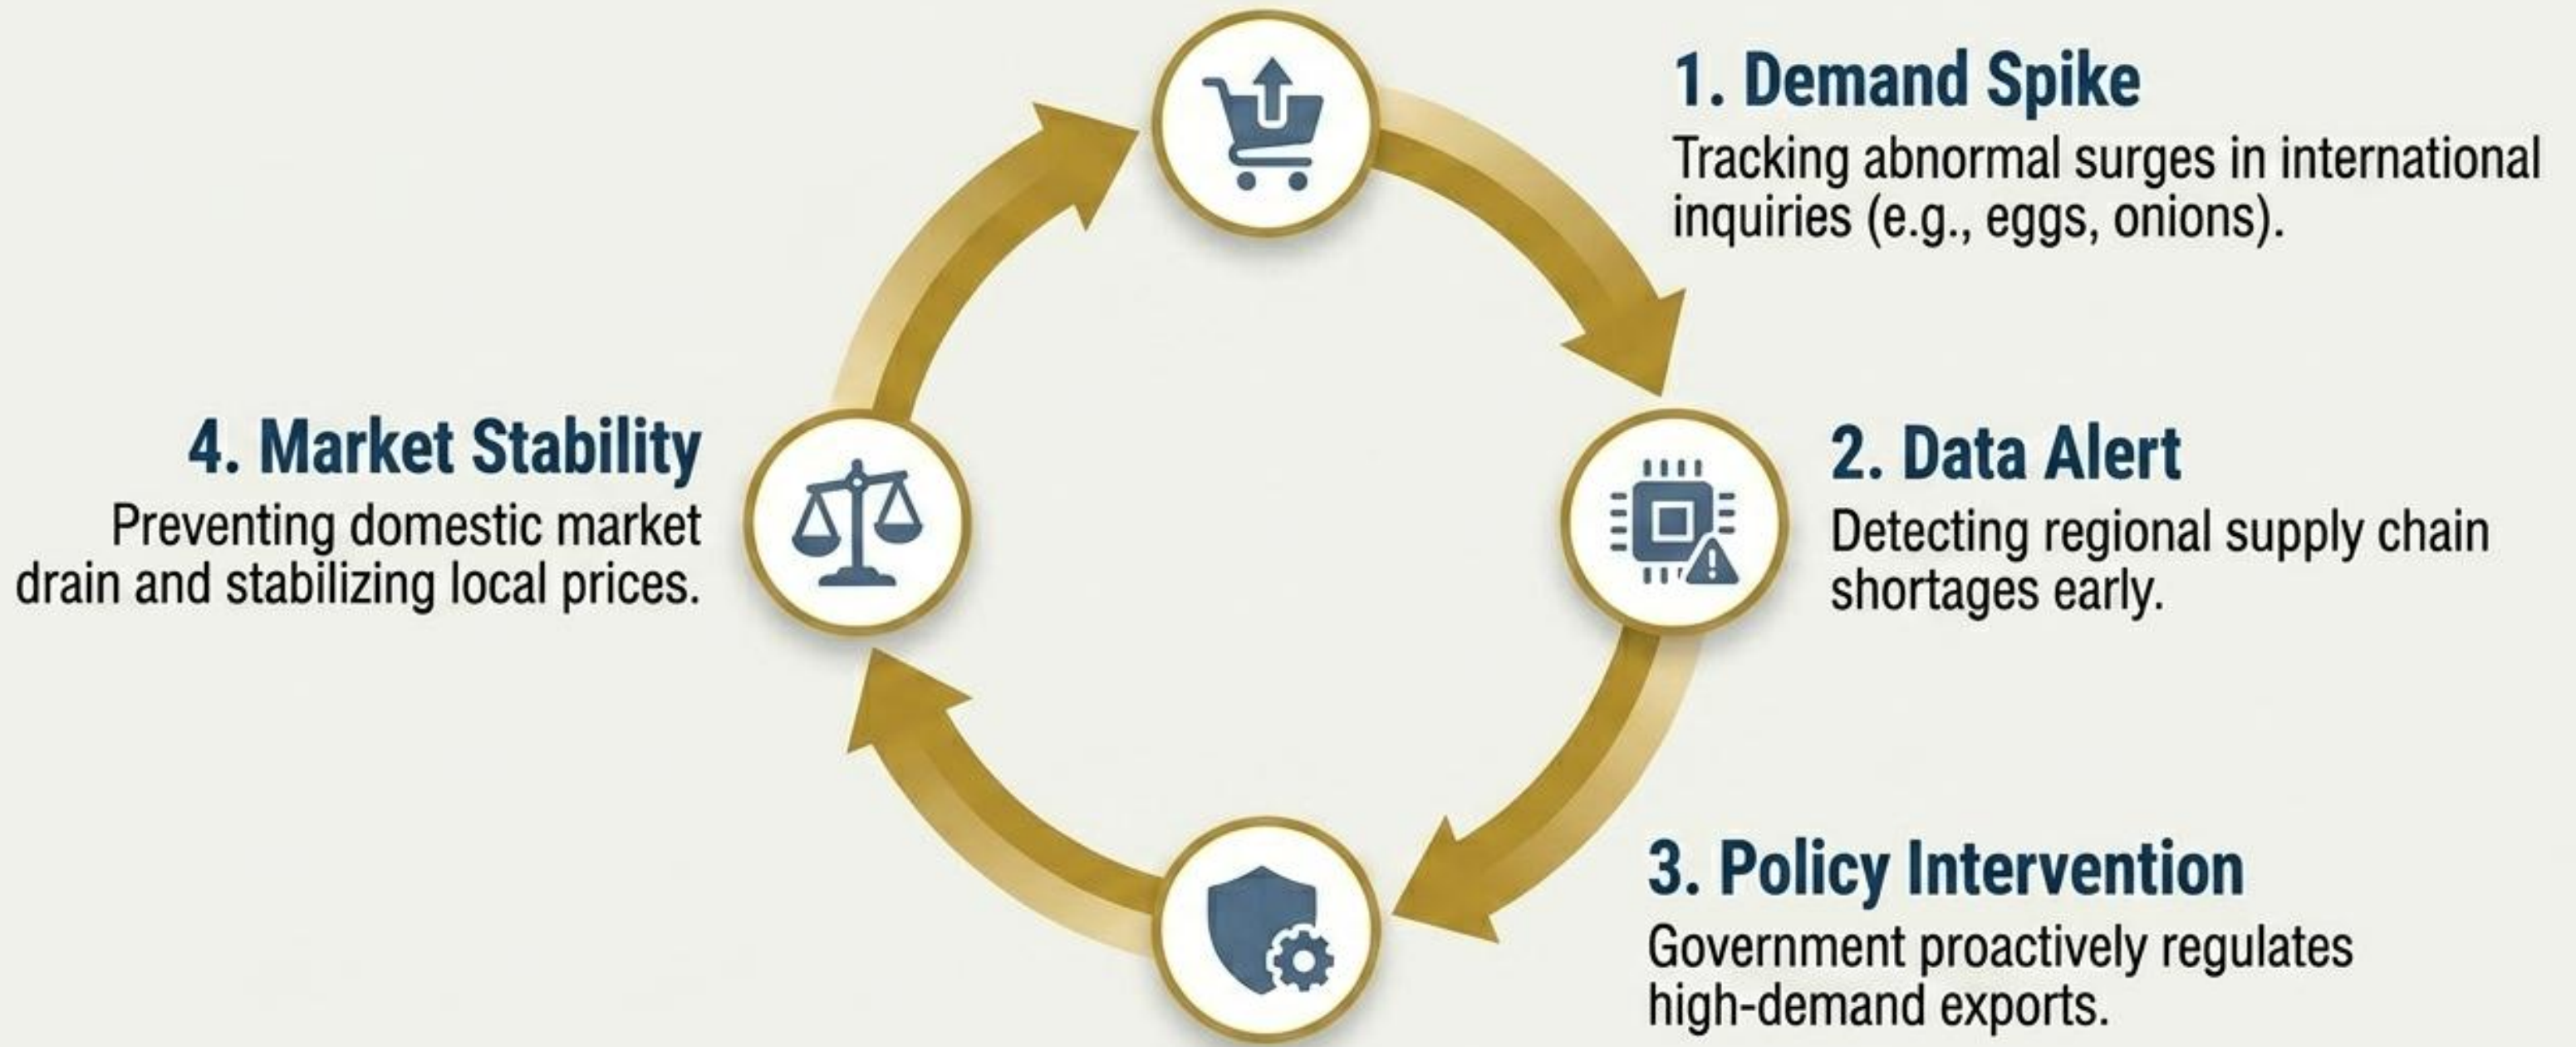 1. Demand Spike
Tracking abnormal surges in international
inquiries (e.g., eggs, onions).
2. Data Alert
Detecting regional supply chain
shortages early.
3. Policy Intervention
Government proactively regulates
high-demand exports.
4. Market Stability
Preventing domestic market
drain and stabilizing local prices.